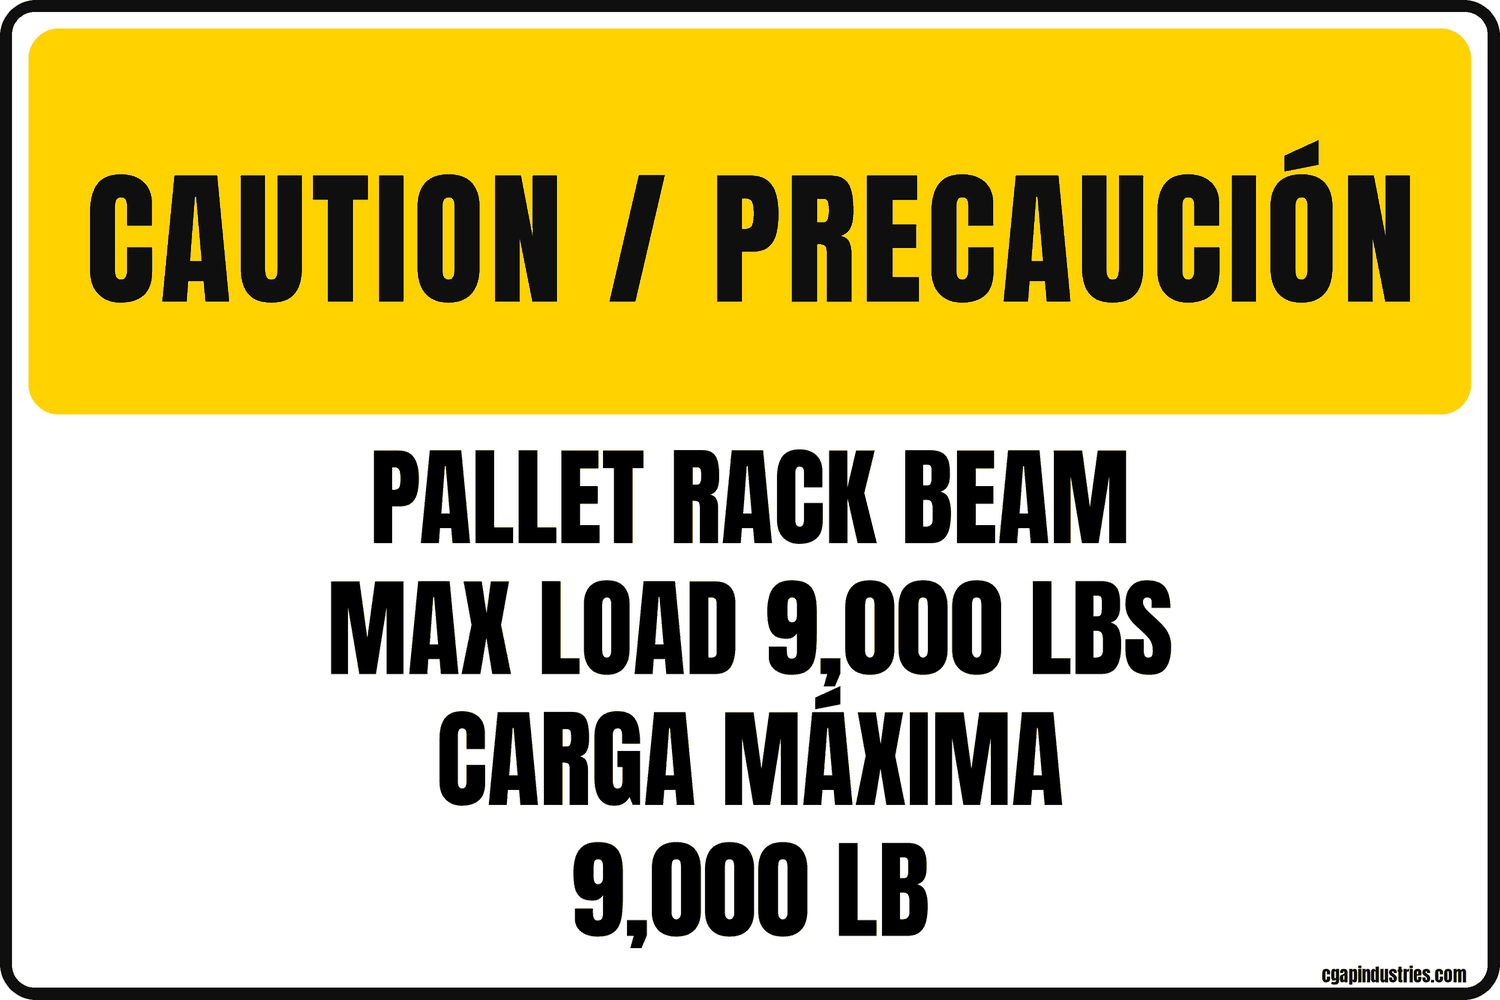 CAUTION / PRECAUCIÓN
PALLET RACK BEAM
MAX LOAD 9,000 LBS
CARGA MÁXIMA
9,000 LB
cgapindustries.com